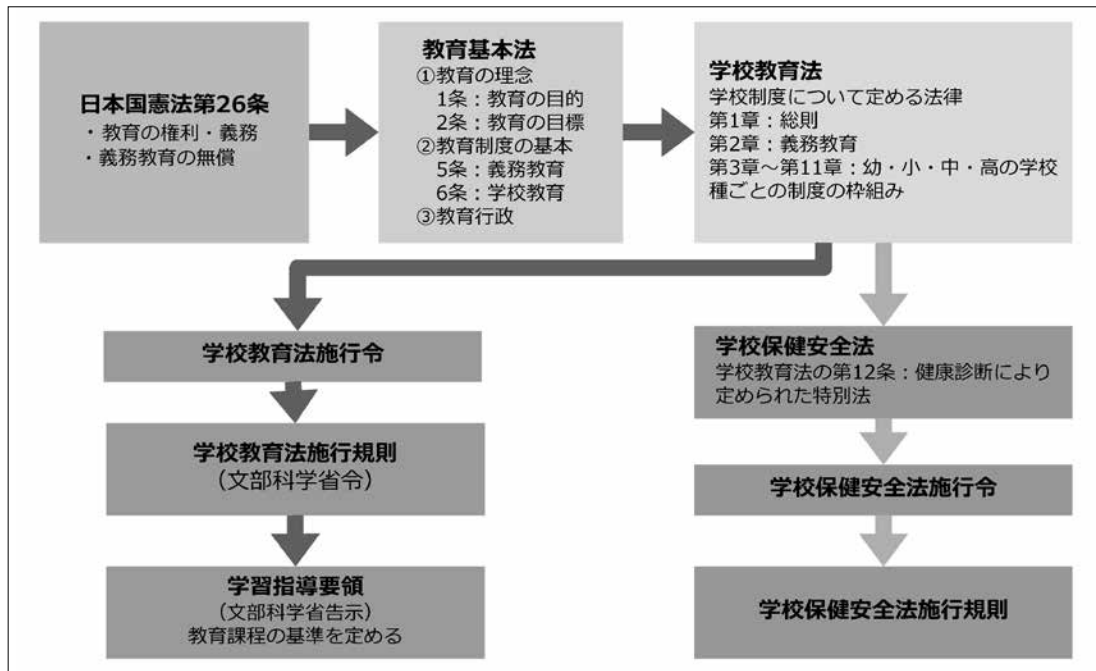 日本国憲法第26条
・教育の権利・義務
・義務教育の無償
教育基本法
①教育の理念
1条：教育の目的
2条：教育の目標
②教育制度の基本
5条：義務教育
6条：学校教育
③教育行政
学校教育法
学校制度について定める法律
第1章：総則
第2章：義務教育
第3章～第11章：幼・小・中・高の学校
種ごとの制度の枠組み
学校教育法施行令
学校教育法施行規則
（文部科学省令）
学習指導要領
（文部科学省告示）
教育課程の基準を定める
学校保健安全法
学校教育法の第12条：健康診断により
定められた特別法
学校保健安全法施行令
学校保健安全法施行規則